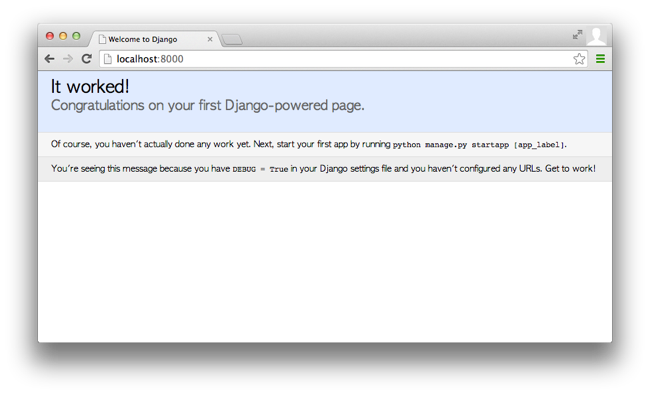 Welcome to Django
localhost:8000
It worked!
Congratulations on your first Django-powered page.
Of course, you haven't actually done any work yet. Next, start your first app by running python manage.py startapp [app_label].
You're seeing this message because you have DEBUG = True in your Django settings file and you haven't configured any URLs. Get to work!